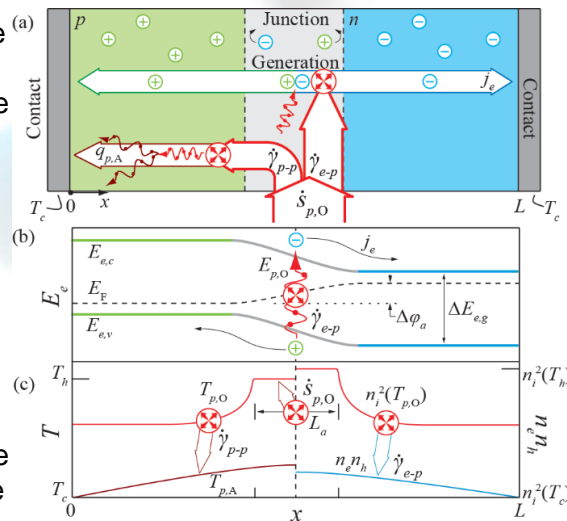 e
e
e
e
(a)
p
Junction
n
Generation
j_e
Contact
Contact
q_{p,A}
γ̇_{p-p}
γ̇_{e-p}
ṡ_{p,O}
T_c
0
x
L
T_c
(b)
E_{e,c}
j_e
E_{p,O}
E_e
E_F
Δφ_a
ΔE_{e,g}
E_{e,v}
γ̇_{e-p}
(c)
T_h
n_i^2(T_h)
T_{p,O}
ṡ_{p,O}
n_i^2(T_{p,O})
L_a
T
n_e n_h
γ̇_{p-p}
n_e n_h
γ̇_{e-p}
T_{p,A}
T_c
n_i^2(T_c)
0
x
L